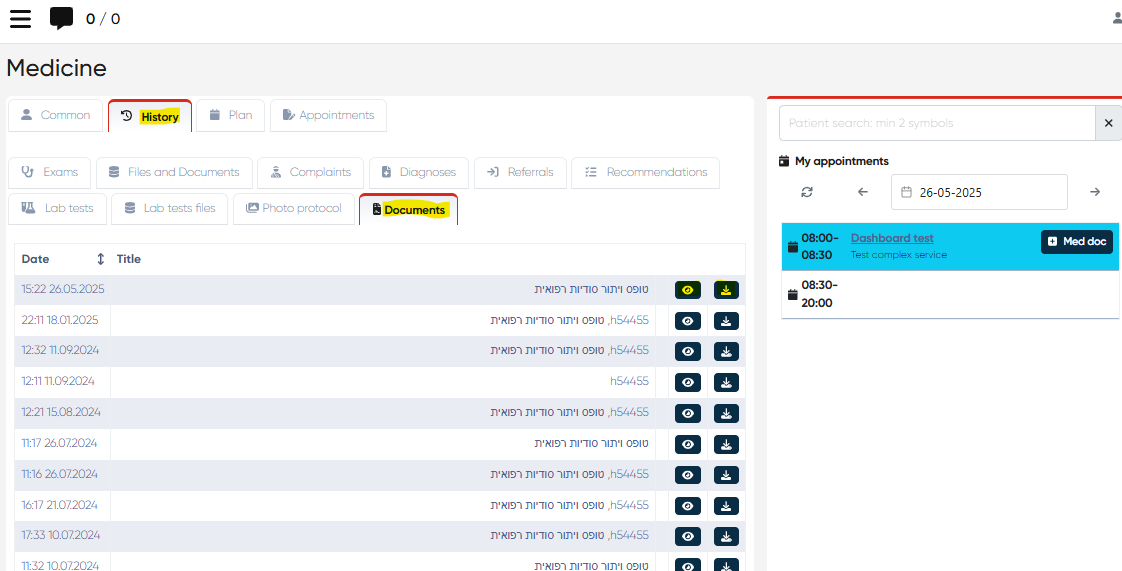 0 / 0
Medicine
Common History Plan Appointments
Exams Files and Documents Complaints Diagnoses Referrals Recommendations
Lab tests Lab tests files Photo protocol Documents
Date Title
15:22 26.05.2025 טופס ויתור סודיות רפואית
22:11 18.01.2025 טופס ויתור סודיות רפואית ,h54455
12:32 11.09.2024 טופס ויתור סודיות רפואית ,h54455
12:11 11.09.2024 h54455
12:21 15.08.2024 טופס ויתור סודיות רפואית ,h54455
11:17 26.07.2024 טופס ויתור סודיות רפואית
11:16 26.07.2024 טופס ויתור סודיות רפואית ,h54455
16:17 21.07.2024 טופס ויתור סודיות רפואית ,h54455
17:33 10.07.2024 טופס ויתור סודיות רפואית ,h54455
11:32 10.07.2024 טופס ויתור סודיות רפואית
Patient search: min 2 symbols
My appointments
26-05-2025
08:00- Dashboard test Med doc
08:30 Test complex service
08:30-
20:00